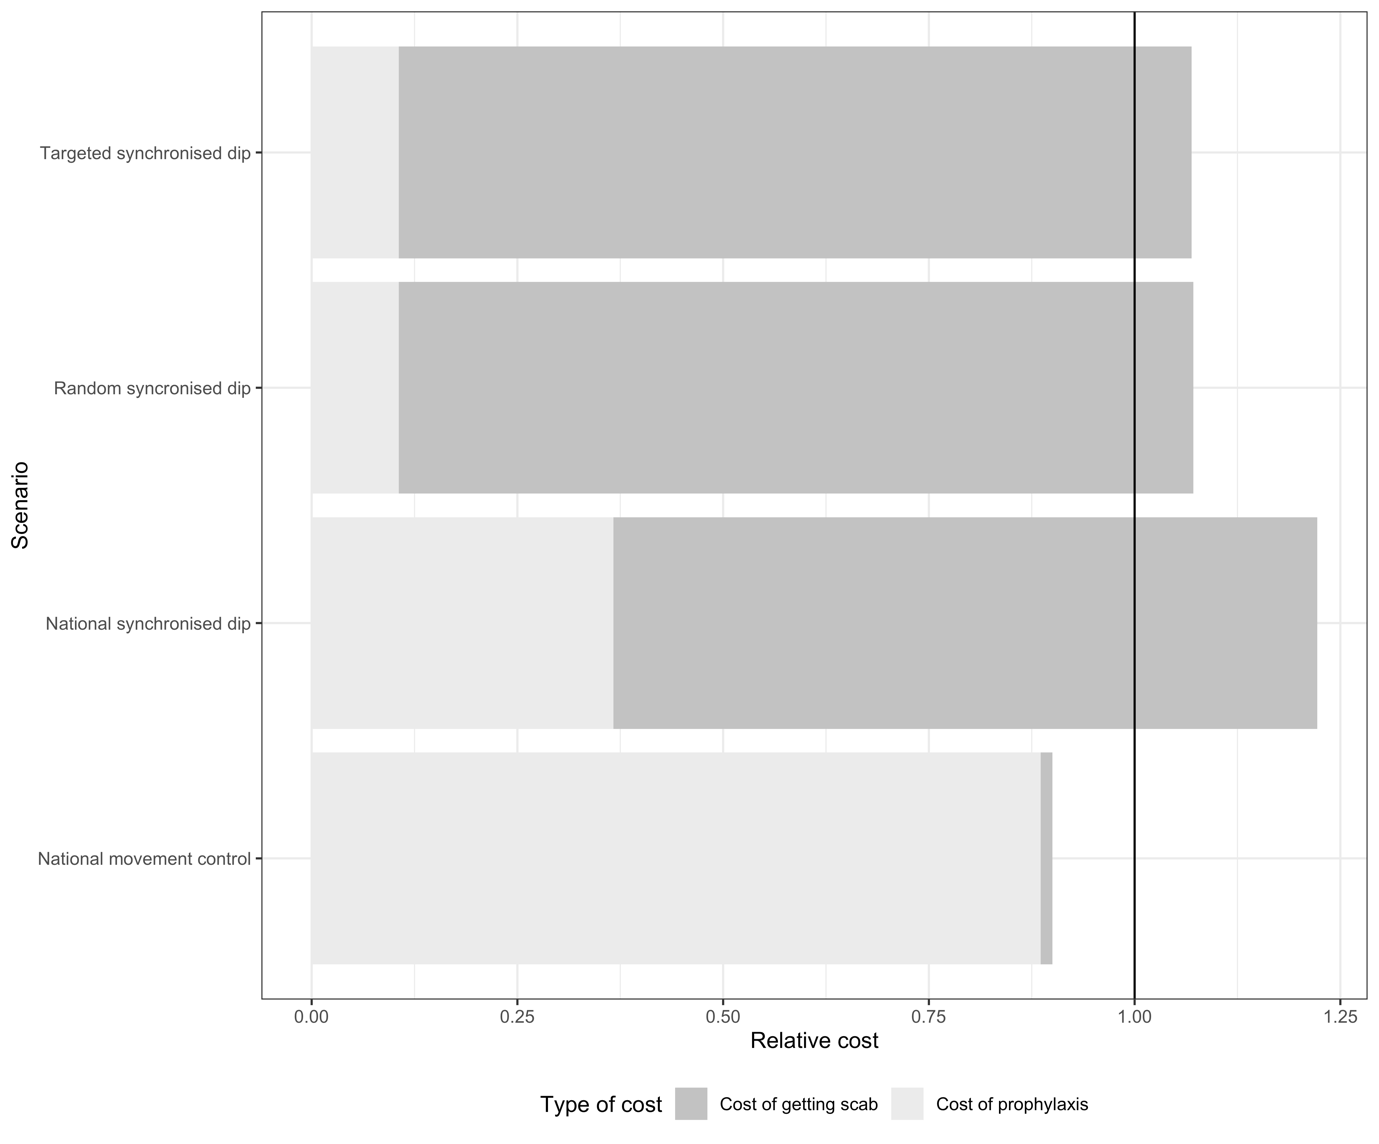 Targeted synchronised dip
Random syncronised dip
National synchronised dip
National movement control
Scenario
0.00 0.25 0.50 0.75 1.00 1.25
Relative cost
Type of cost Cost of getting scab Cost of prophylaxis